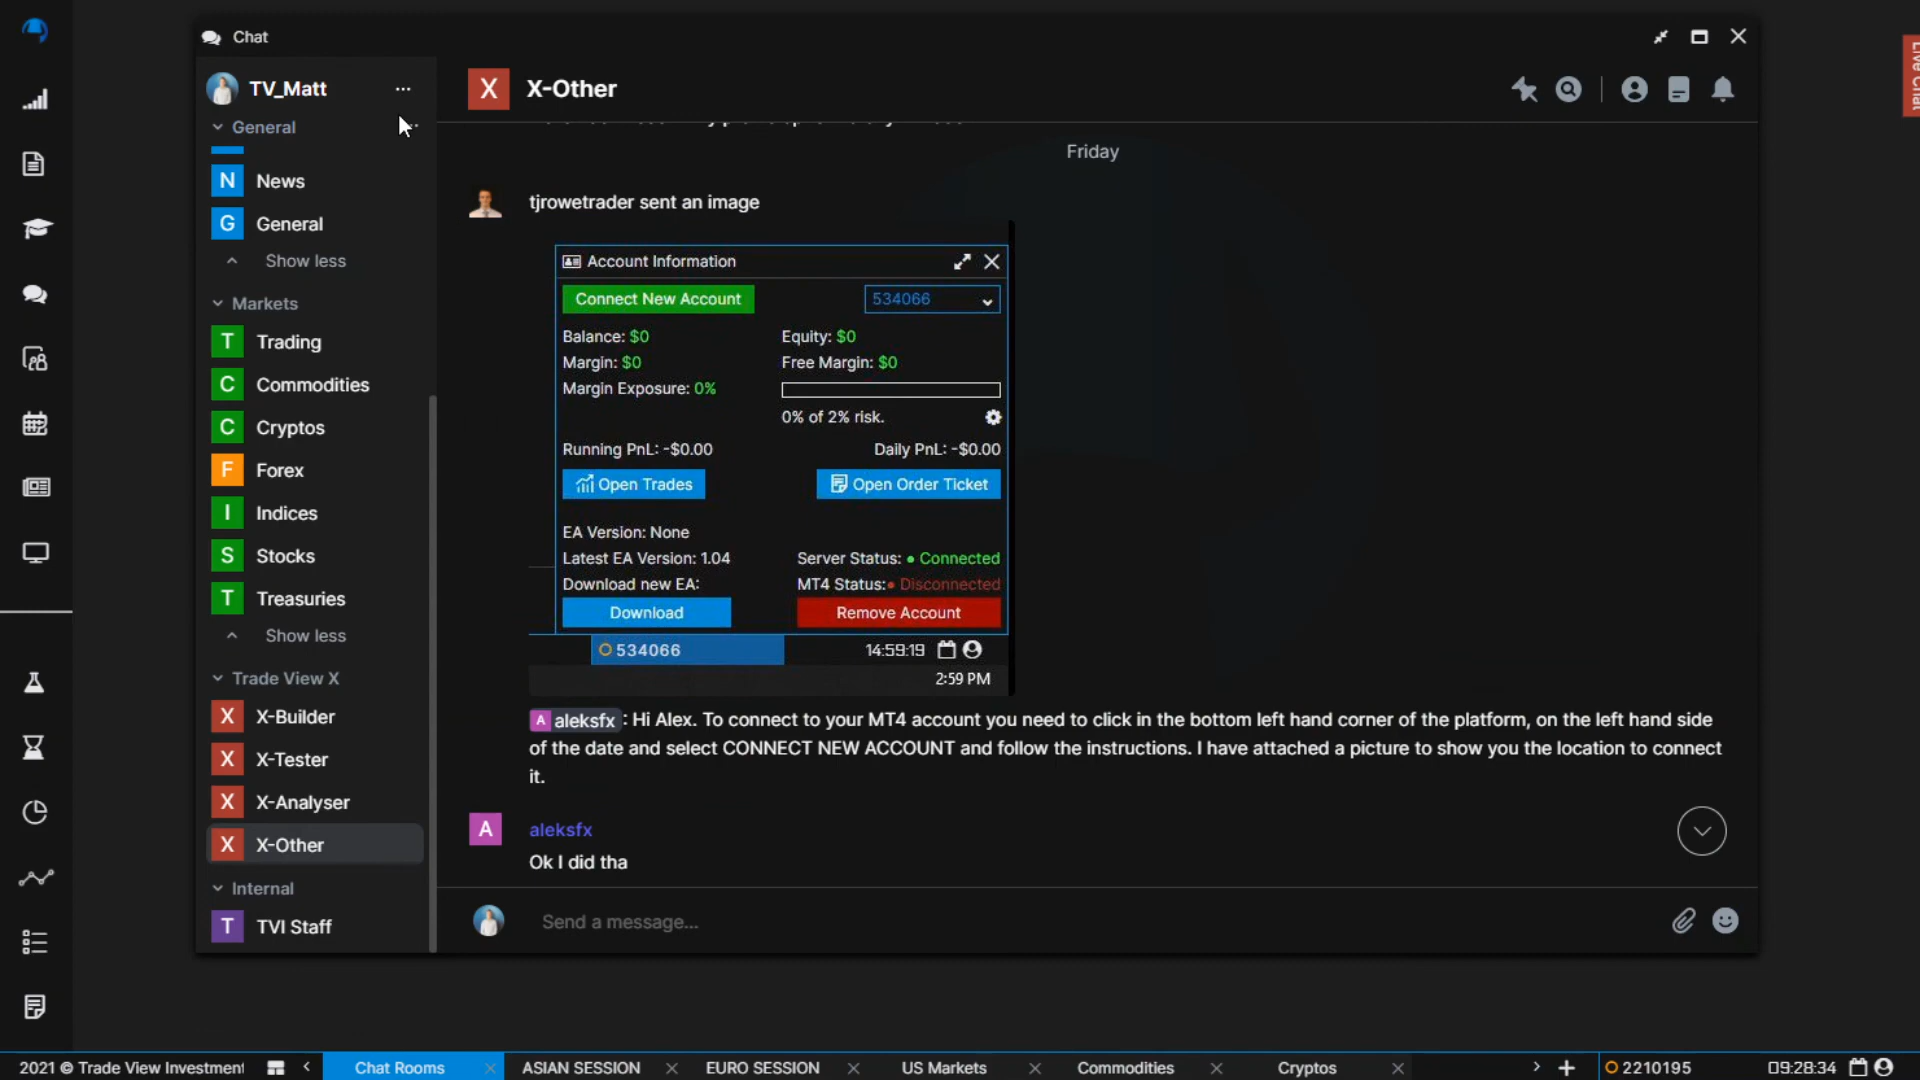 Chat
TV_Matt
General
N News
G General
Show less
Markets
T Trading
C Commodities
C Cryptos
F Forex
I Indices
S Stocks
T Treasuries
Show less
Trade View X
X X-Builder
X X-Tester
X X-Analyser
X X-Other
Internal
T TVI Staff
X X-Other
Friday
tjrowetrader sent an image
Account Information
Connect New Account 534066
Balance: $0 Equity: $0
Margin: $0 Free Margin: $0
Margin Exposure: 0%
0% of 2% risk.
Running PnL: -$0.00 Daily PnL: -$0.00
Open Trades Open Order Ticket
EA Version: None
Latest EA Version: 1.04 Server Status: • Connected
Download new EA: MT4 Status:• Disconnected
Download Remove Account
534066 14:59:19
2:59 PM
A aleksfx : Hi Alex. To connect to your MT4 account you need to click in the bottom left hand corner of the platform, on the left hand side
of the date and select CONNECT NEW ACCOUNT and follow the instructions. I have attached a picture to show you the location to connect
it.
A aleksfx
Ok I did tha
Send a message...
Live Chat
2021 © Trade View Investment Chat Rooms ASIAN SESSION EURO SESSION US Markets Commodities Cryptos 2210195 09:28:34